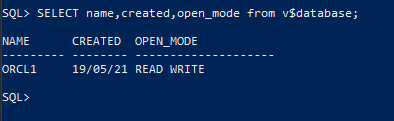 SQL> SELECT name,created,open_mode from v$database;
NAME      CREATED  OPEN_MODE
--------- -------- --------------------
ORCL1     19/05/21 READ WRITE
SQL>